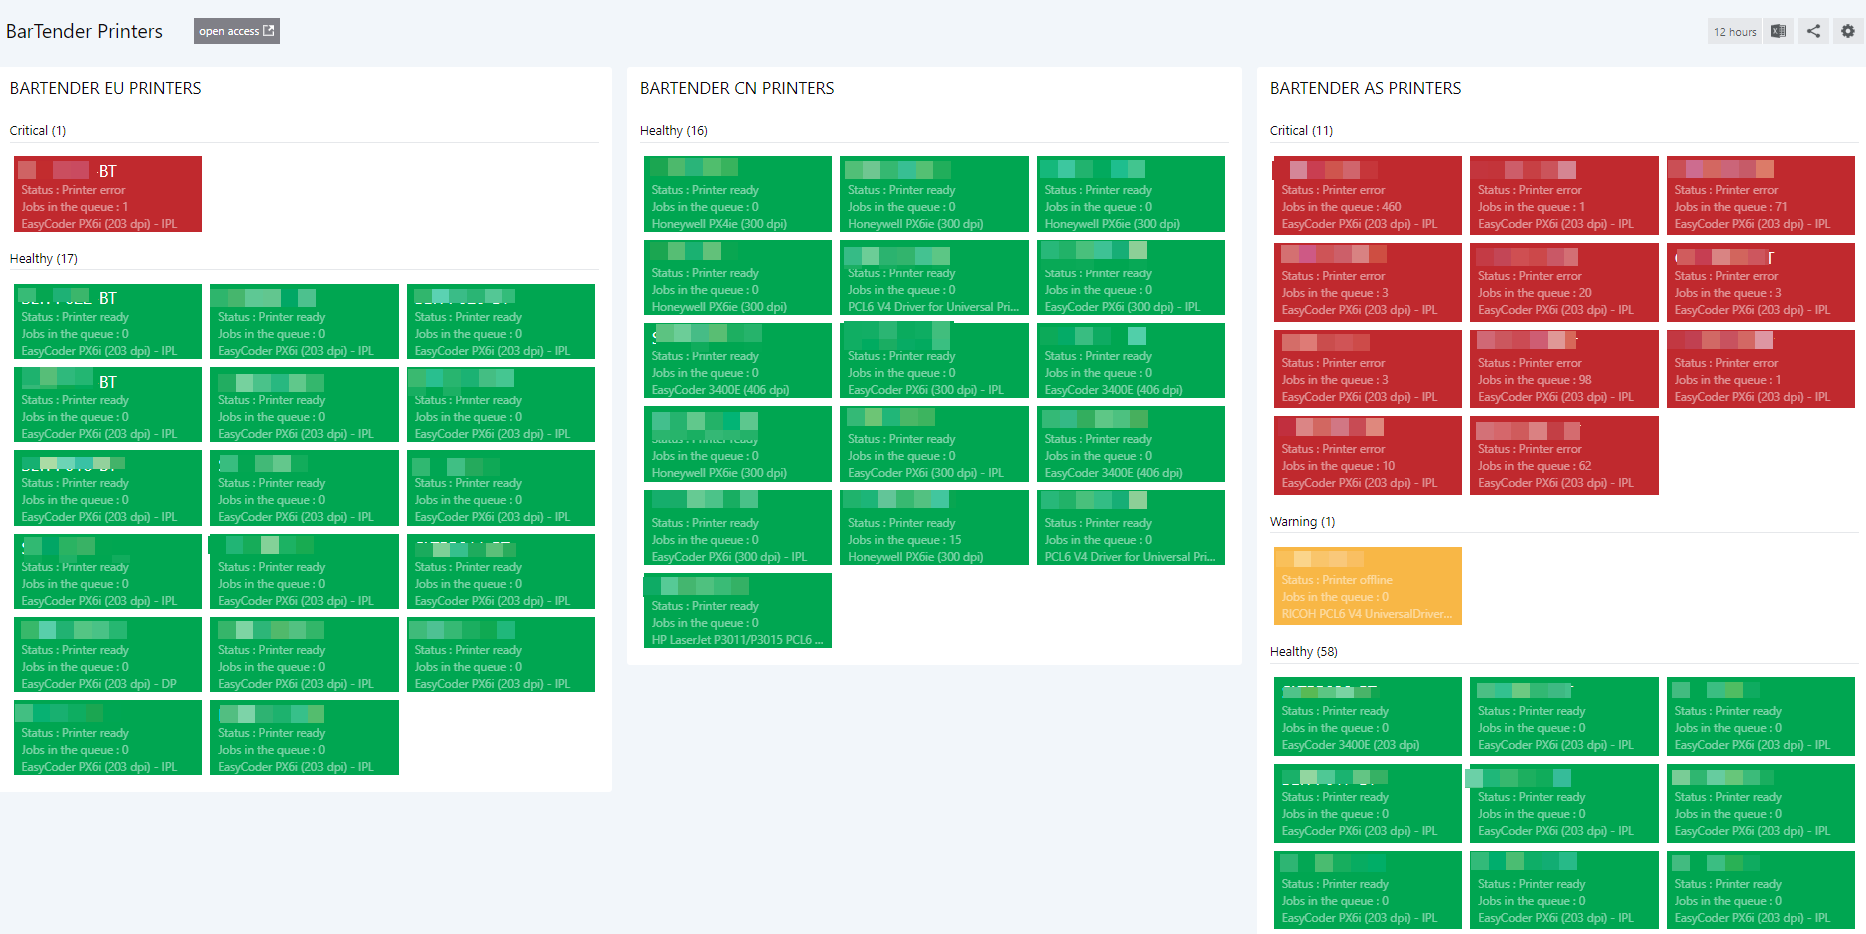 BarTender Printers
open access
12 hours
BARTENDER EU PRINTERS
Critical (1)
BT
Status : Printer error
Jobs in the queue : 1
EasyCoder PX6i (203 dpi) - IPL
Healthy (17)
BT
Status : Printer ready
Jobs in the queue : 0
EasyCoder PX6i (203 dpi) - IPL
Status : Printer ready
Jobs in the queue : 0
EasyCoder PX6i (203 dpi) - IPL
Status : Printer ready
Jobs in the queue : 0
EasyCoder PX6i (203 dpi) - IPL
BT
Status : Printer ready
Jobs in the queue : 0
EasyCoder PX6i (203 dpi) - IPL
Status : Printer ready
Jobs in the queue : 0
EasyCoder PX6i (203 dpi) - IPL
Status : Printer ready
Jobs in the queue : 0
EasyCoder PX6i (203 dpi) - IPL
Status : Printer ready
Jobs in the queue : 0
EasyCoder PX6i (203 dpi) - IPL
Status : Printer ready
Jobs in the queue : 0
EasyCoder PX6i (203 dpi) - IPL
Status : Printer ready
Jobs in the queue : 0
EasyCoder PX6i (203 dpi) - IPL
Status : Printer ready
Jobs in the queue : 0
EasyCoder PX6i (203 dpi) - IPL
Status : Printer ready
Jobs in the queue : 0
EasyCoder PX6i (203 dpi) - IPL
Status : Printer ready
Jobs in the queue : 0
EasyCoder PX6i (203 dpi) - IPL
Status : Printer ready
Jobs in the queue : 0
EasyCoder PX6i (203 dpi) - DP
Status : Printer ready
Jobs in the queue : 0
EasyCoder PX6i (203 dpi) - IPL
Status : Printer ready
Jobs in the queue : 0
EasyCoder PX6i (203 dpi) - IPL
Status : Printer ready
Jobs in the queue : 0
EasyCoder PX6i (203 dpi) - IPL
Status : Printer ready
Jobs in the queue : 0
EasyCoder PX6i (203 dpi) - IPL
BARTENDER CN PRINTERS
Healthy (16)
Status : Printer ready
Jobs in the queue : 0
Honeywell PX4ie (300 dpi)
Status : Printer ready
Jobs in the queue : 0
Honeywell PX6ie (300 dpi)
Status : Printer ready
Jobs in the queue : 0
Honeywell PX6ie (300 dpi)
Status : Printer ready
Jobs in the queue : 0
Honeywell PX6ie (300 dpi)
Status : Printer ready
Jobs in the queue : 0
PCL6 V4 Driver for Universal Pri...
Status : Printer ready
Jobs in the queue : 0
EasyCoder PX6i (300 dpi) - IPL
Status : Printer ready
Jobs in the queue : 0
EasyCoder 3400E (406 dpi)
Status : Printer ready
Jobs in the queue : 0
EasyCoder PX6i (300 dpi) - IPL
Status : Printer ready
Jobs in the queue : 0
EasyCoder 3400E (406 dpi)
Status : Printer ready
Jobs in the queue : 0
Honeywell PX6ie (300 dpi)
Status : Printer ready
Jobs in the queue : 0
EasyCoder PX6i (300 dpi) - IPL
Status : Printer ready
Jobs in the queue : 0
EasyCoder 3400E (406 dpi)
Status : Printer ready
Jobs in the queue : 0
EasyCoder PX6i (300 dpi) - IPL
Status : Printer ready
Jobs in the queue : 15
Honeywell PX6ie (300 dpi)
Status : Printer ready
Jobs in the queue : 0
PCL6 V4 Driver for Universal Pri...
Status : Printer ready
Jobs in the queue : 0
HP LaserJet P3011/P3015 PCL6 ...
BARTENDER AS PRINTERS
Critical (11)
Status : Printer error
Jobs in the queue : 460
EasyCoder PX6i (203 dpi) - IPL
Status : Printer error
Jobs in the queue : 1
EasyCoder PX6i (203 dpi) - IPL
Status : Printer error
Jobs in the queue : 71
EasyCoder PX6i (203 dpi) - IPL
Status : Printer error
Jobs in the queue : 3
EasyCoder PX6i (203 dpi) - IPL
Status : Printer error
Jobs in the queue : 20
EasyCoder PX6i (203 dpi) - IPL
Status : Printer error
Jobs in the queue : 3
EasyCoder PX6i (203 dpi) - IPL
Status : Printer error
Jobs in the queue : 3
EasyCoder PX6i (203 dpi) - IPL
Status : Printer error
Jobs in the queue : 98
EasyCoder PX6i (203 dpi) - IPL
Status : Printer error
Jobs in the queue : 1
EasyCoder PX6i (203 dpi) - IPL
Status : Printer error
Jobs in the queue : 10
EasyCoder PX6i (203 dpi) - IPL
Status : Printer error
Jobs in the queue : 62
EasyCoder PX6i (203 dpi) - IPL
Warning (1)
Status : Printer offline
Jobs in the queue : 0
RICOH PCL6 V4 UniversalDriver...
Healthy (58)
Status : Printer ready
Jobs in the queue : 0
EasyCoder 3400E (203 dpi)
Status : Printer ready
Jobs in the queue : 0
EasyCoder PX6i (203 dpi) - IPL
Status : Printer ready
Jobs in the queue : 0
EasyCoder PX6i (203 dpi) - IPL
Status : Printer ready
Jobs in the queue : 0
EasyCoder PX6i (203 dpi) - IPL
Status : Printer ready
Jobs in the queue : 0
EasyCoder PX6i (203 dpi) - IPL
Status : Printer ready
Jobs in the queue : 0
EasyCoder PX6i (203 dpi) - IPL
Status : Printer ready
Jobs in the queue : 0
EasyCoder PX6i (203 dpi) - IPL
Status : Printer ready
Jobs in the queue : 0
EasyCoder PX6i (203 dpi) - IPL
Status : Printer ready
Jobs in the queue : 0
EasyCoder PX6i (203 dpi) - IPL